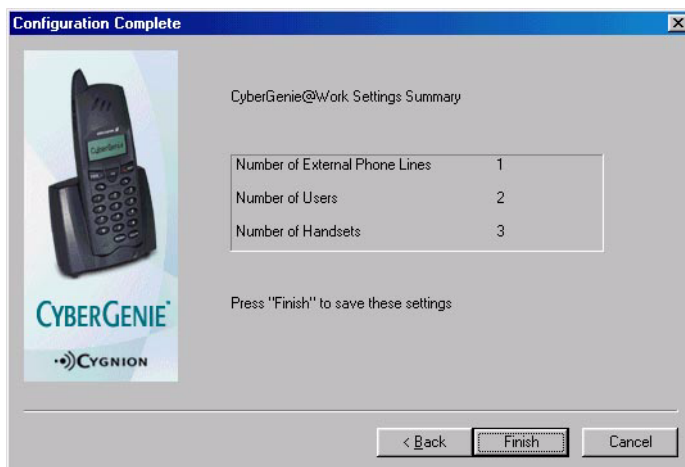 Configuration Complete
CyberGenie@Work Settings Summary
Number of External Phone Lines 1
Number of Users 2
Number of Handsets 3
CyberGenie
CYBERGENIE
Press "Finish" to save these settings
CYGNION
< Back Finish Cancel